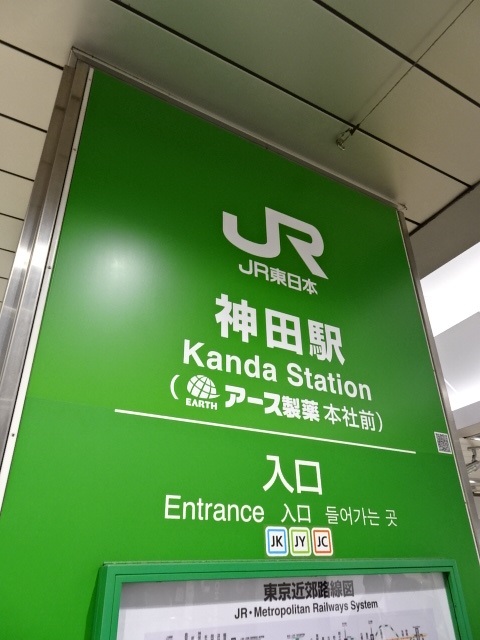 JR
JR東日本
神田駅
Kanda Station
(EARTH アース製薬 本社前)
入口
Entrance 入口 들어가는 곳
JK JY JC
東京近郊路線図
JR・Metropolitan Railways System